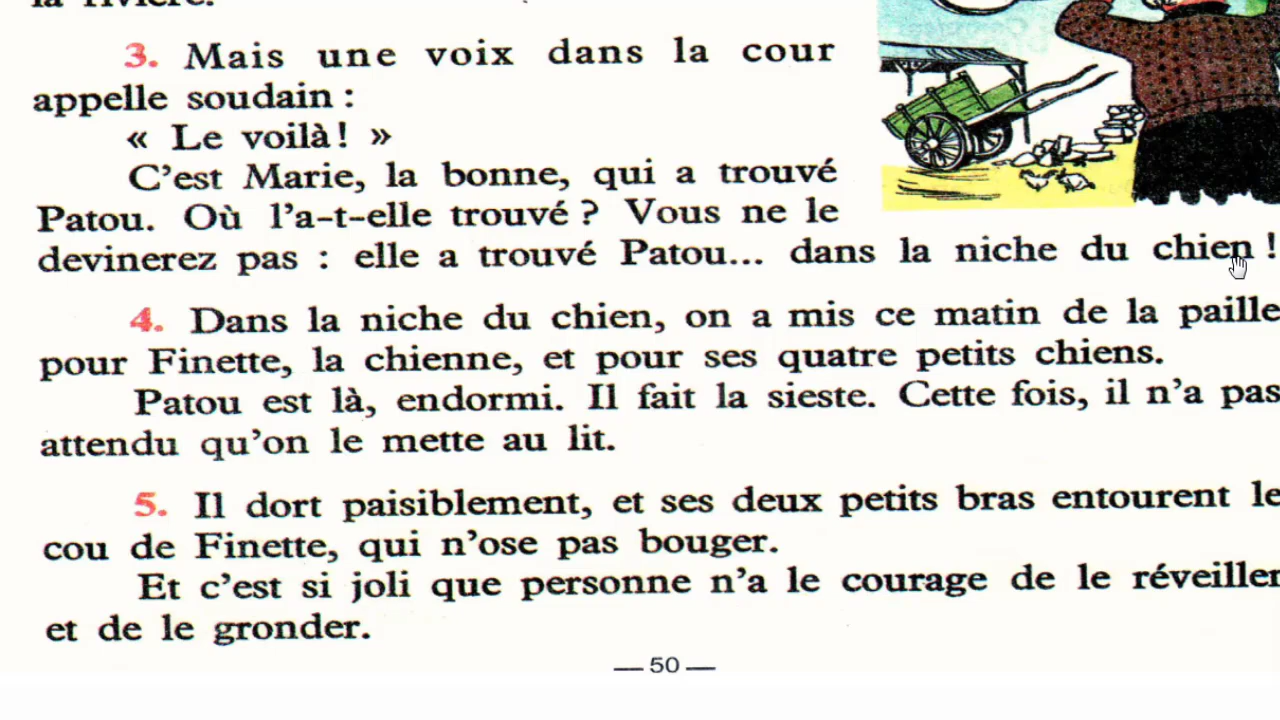 la rivière.
3. Mais une voix dans la cour
appelle soudain :
« Le voilà! »
C'est Marie, la bonne, qui a trouvé
Patou. Où l'a-t-elle trouvé ? Vous ne le
devinerez pas : elle a trouvé Patou... dans la niche du chien !
4. Dans la niche du chien, on a mis ce matin de la paille
pour Finette, la chienne, et pour ses quatre petits chiens.
Patou est là, endormi. Il fait la sieste. Cette fois, il n'a pas
attendu qu'on le mette au lit.
5. Il dort paisiblement, et ses deux petits bras entourent le
cou de Finette, qui n'ose pas bouger.
Et c'est si joli que personne n'a le courage de le réveiller
et de le gronder.
— 50 —